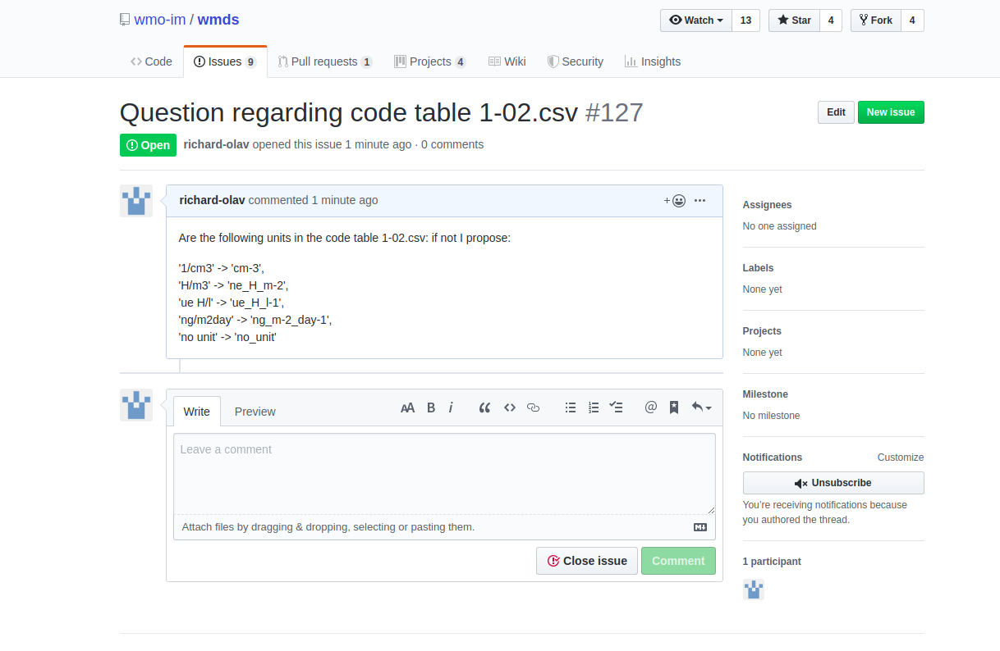 wmo-im / wmds
Watch 13 Star 4 Fork 4
Code Issues 9 Pull requests 1 Projects 4 Wiki Security Insights
Question regarding code table 1-02.csv #127
Edit New issue
Open richard-olav opened this issue 1 minute ago · 0 comments
richard-olav commented 1 minute ago
Are the following units in the code table 1-02.csv: if not I propose:
'1/cm3' -> 'cm-3',
'H/m3' -> 'ne_H_m-2',
'ue H/l' -> 'ue_H_l-1',
'ng/m2day' -> 'ng_m-2_day-1',
'no unit' -> 'no_unit'
Write Preview
Leave a comment
Attach files by dragging & dropping, selecting or pasting them.
Close issue Comment
Assignees
No one assigned
Labels
None yet
Projects
None yet
Milestone
No milestone
Notifications Customize
Unsubscribe
You're receiving notifications because
you authored the thread.
1 participant